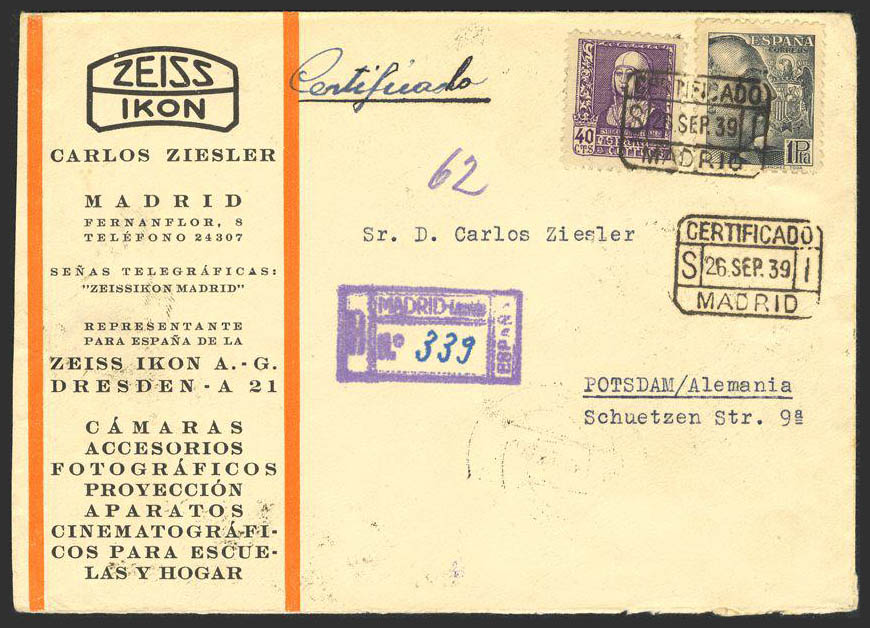 ZEISS
IKON
CARLOS ZIESLER
MADRID
FERNANFLOR, 8
TELÉFONO 24307
SEÑAS TELEGRÁFICAS:
"ZEISSIKON MADRID"
REPRESENTANTE
PARA ESPAÑA DE LA
ZEISS IKON A.-G.
DRESDEN-A 21
CÁMARAS
ACCESORIOS
FOTOGRÁFICOS
PROYECCIÓN
APARATOS
CINEMATOGRÁFI-
COS PARA ESCUE-
LAS Y HOGAR
Certificado
62
40
CTS
ESPAÑA
CORREOS
1 Pta
CERTIFICADO
S 26 SEP. 39 I
MADRID
Sr. D. Carlos Ziesler
CERTIFICADO
S 26. SEP. 39 I
MADRID
MADRID
R n.º 339
ESPAÑA
POTSDAM/Alemania
Schuetzen Str. 9ª